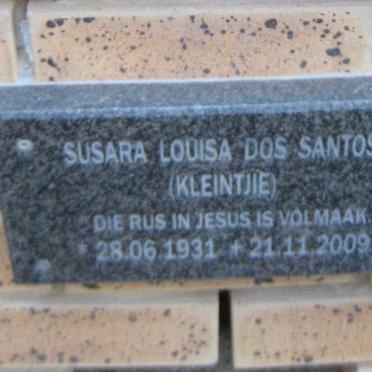 SUSARA LOUISA DOS SANTOS
(KLEINTJIE)
"DIE RUS IN JESUS IS VOLMAAK.
* 28.06.1931 + 21.11.2009